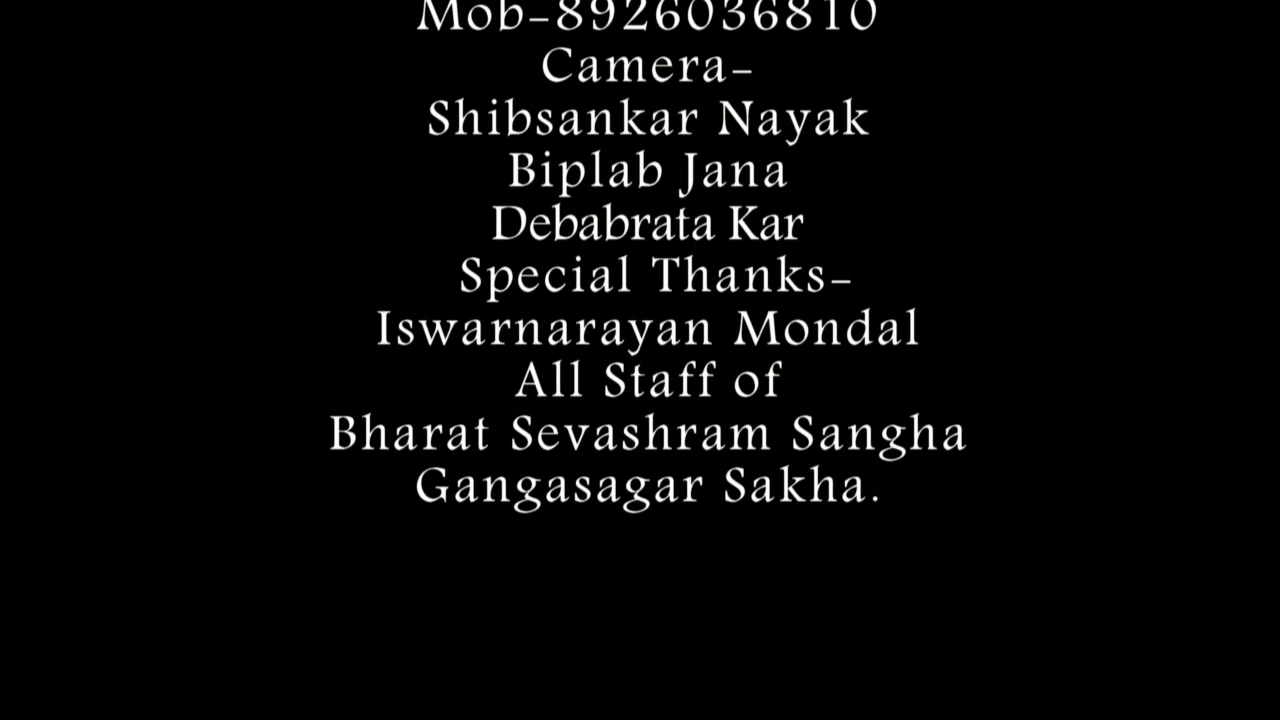 Mob-8926036810
Camera-
Shibsankar Nayak
Biplab Jana
Debabrata Kar
Special Thanks-
Iswarnarayan Mondal
All Staff of
Bharat Sevashram Sangha
Gangasagar Sakha.